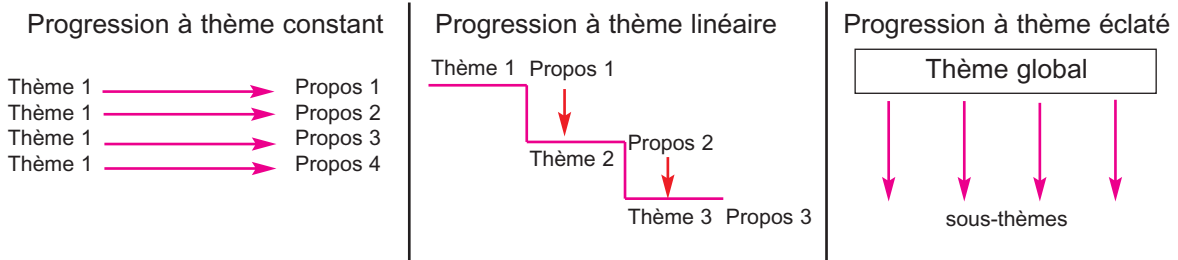 Progression à thème constant
Thème 1 Propos 1
Thème 1 Propos 2
Thème 1 Propos 3
Thème 1 Propos 4
Progression à thème linéaire
Thème 1 Propos 1
Thème 2 Propos 2
Thème 3 Propos 3
Progression à thème éclaté
Thème global
sous-thèmes